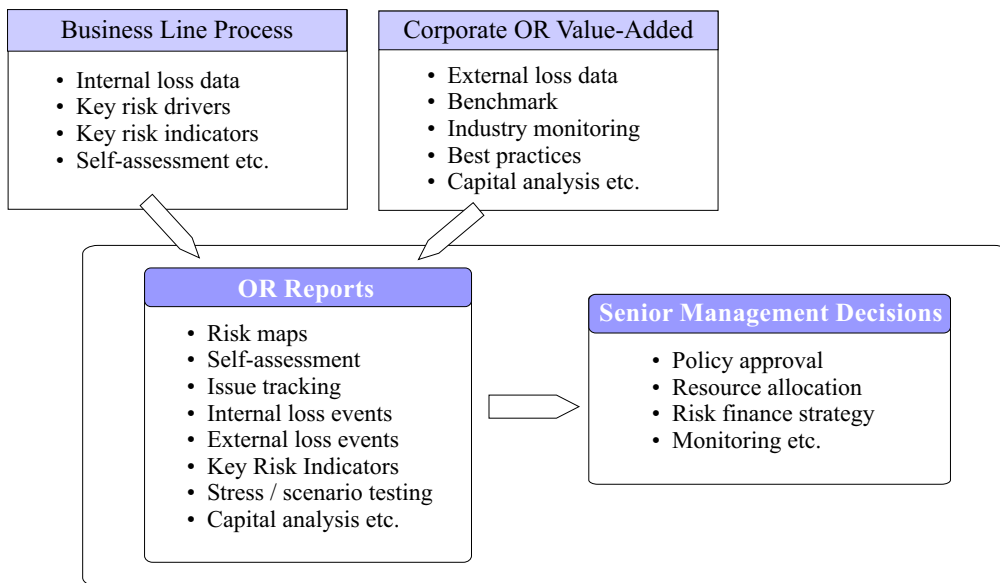 Business Line Process
• Internal loss data
• Key risk drivers
• Key risk indicators
• Self-assessment etc.
Corporate OR Value-Added
• External loss data
• Benchmark
• Industry monitoring
• Best practices
• Capital analysis etc.
OR Reports
• Risk maps
• Self-assessment
• Issue tracking
• Internal loss events
• External loss events
• Key Risk Indicators
• Stress / scenario testing
• Capital analysis etc.
Senior Management Decisions
• Policy approval
• Resource allocation
• Risk finance strategy
• Monitoring etc.